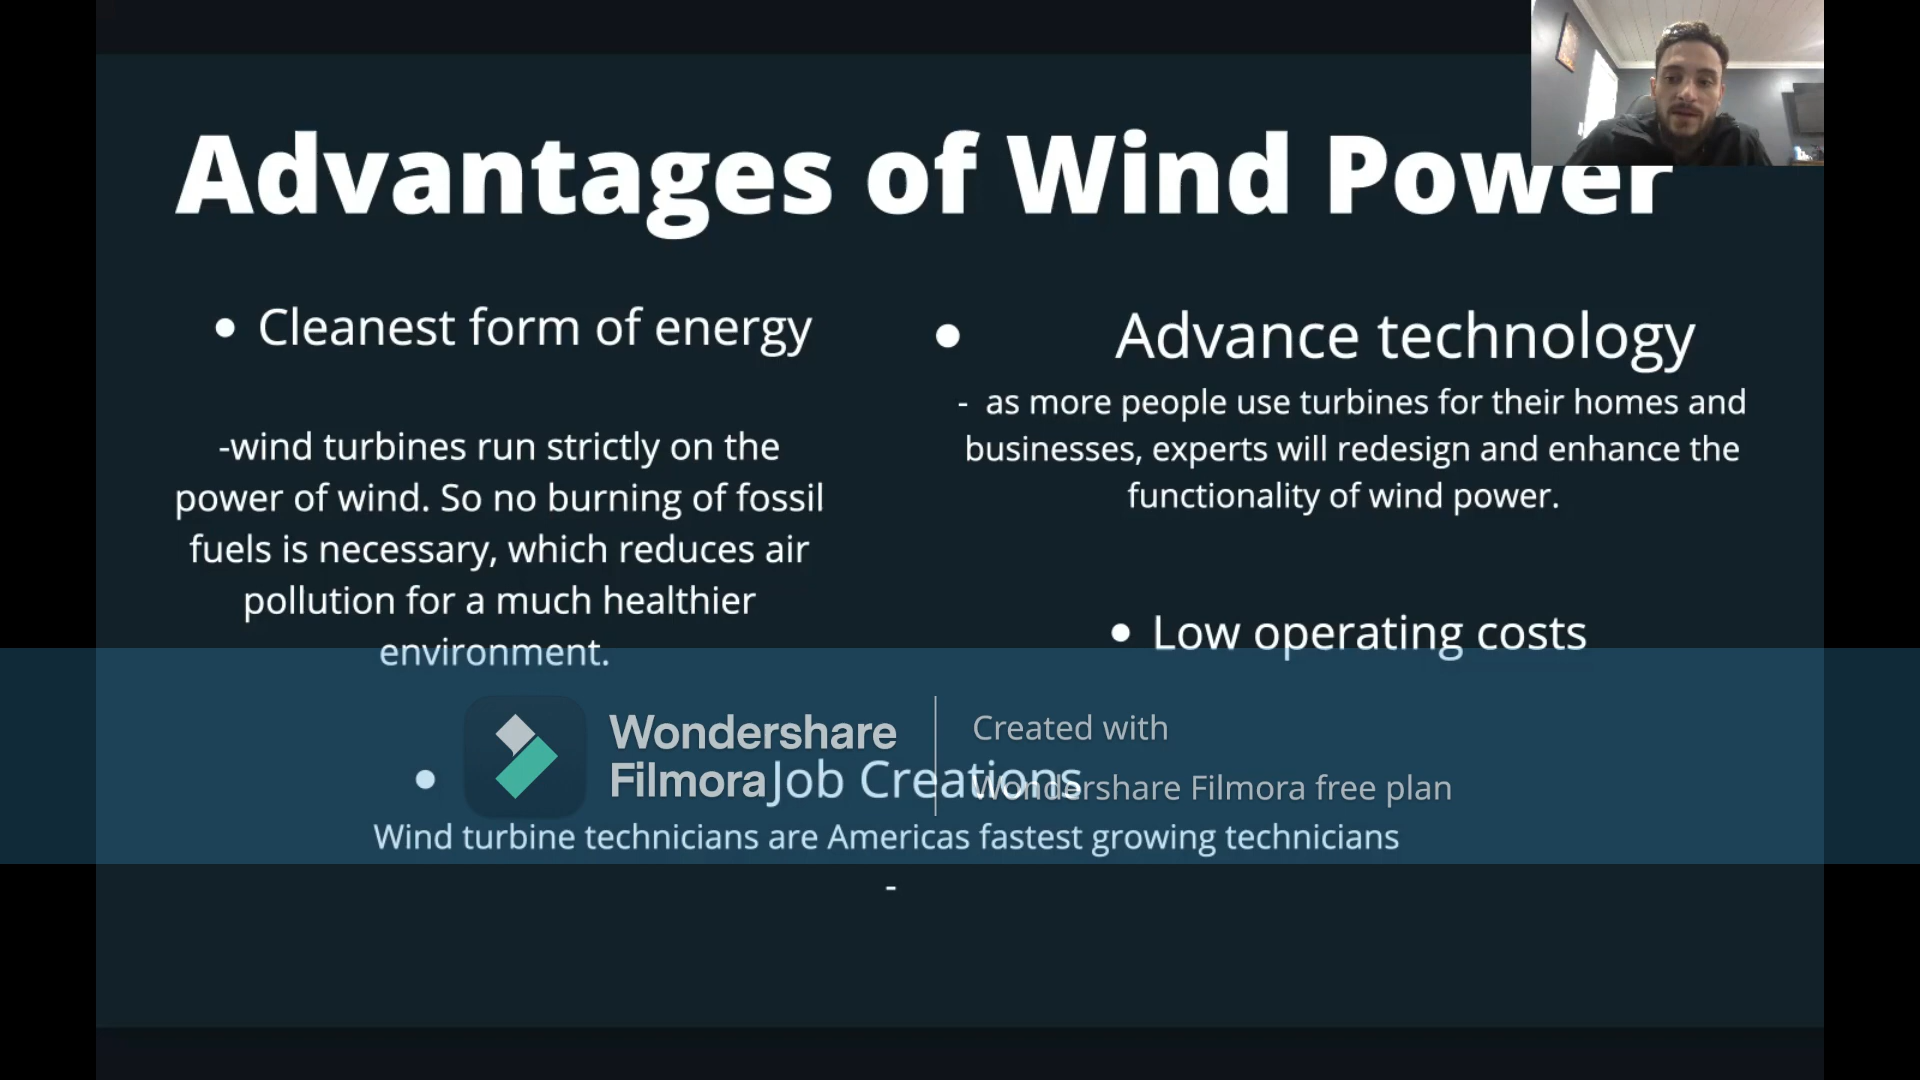 Advantages of Wind Power
• Cleanest form of energy
-wind turbines run strictly on the
power of wind. So no burning of fossil
fuels is necessary, which reduces air
pollution for a much healthier
environment.
• Advance technology
- as more people use turbines for their homes and
businesses, experts will redesign and enhance the
functionality of wind power.
• Low operating costs
• Job Creations
Wind turbine technicians are Americas fastest growing technicians
-
Wondershare
Filmora
Created with
Wondershare Filmora free plan